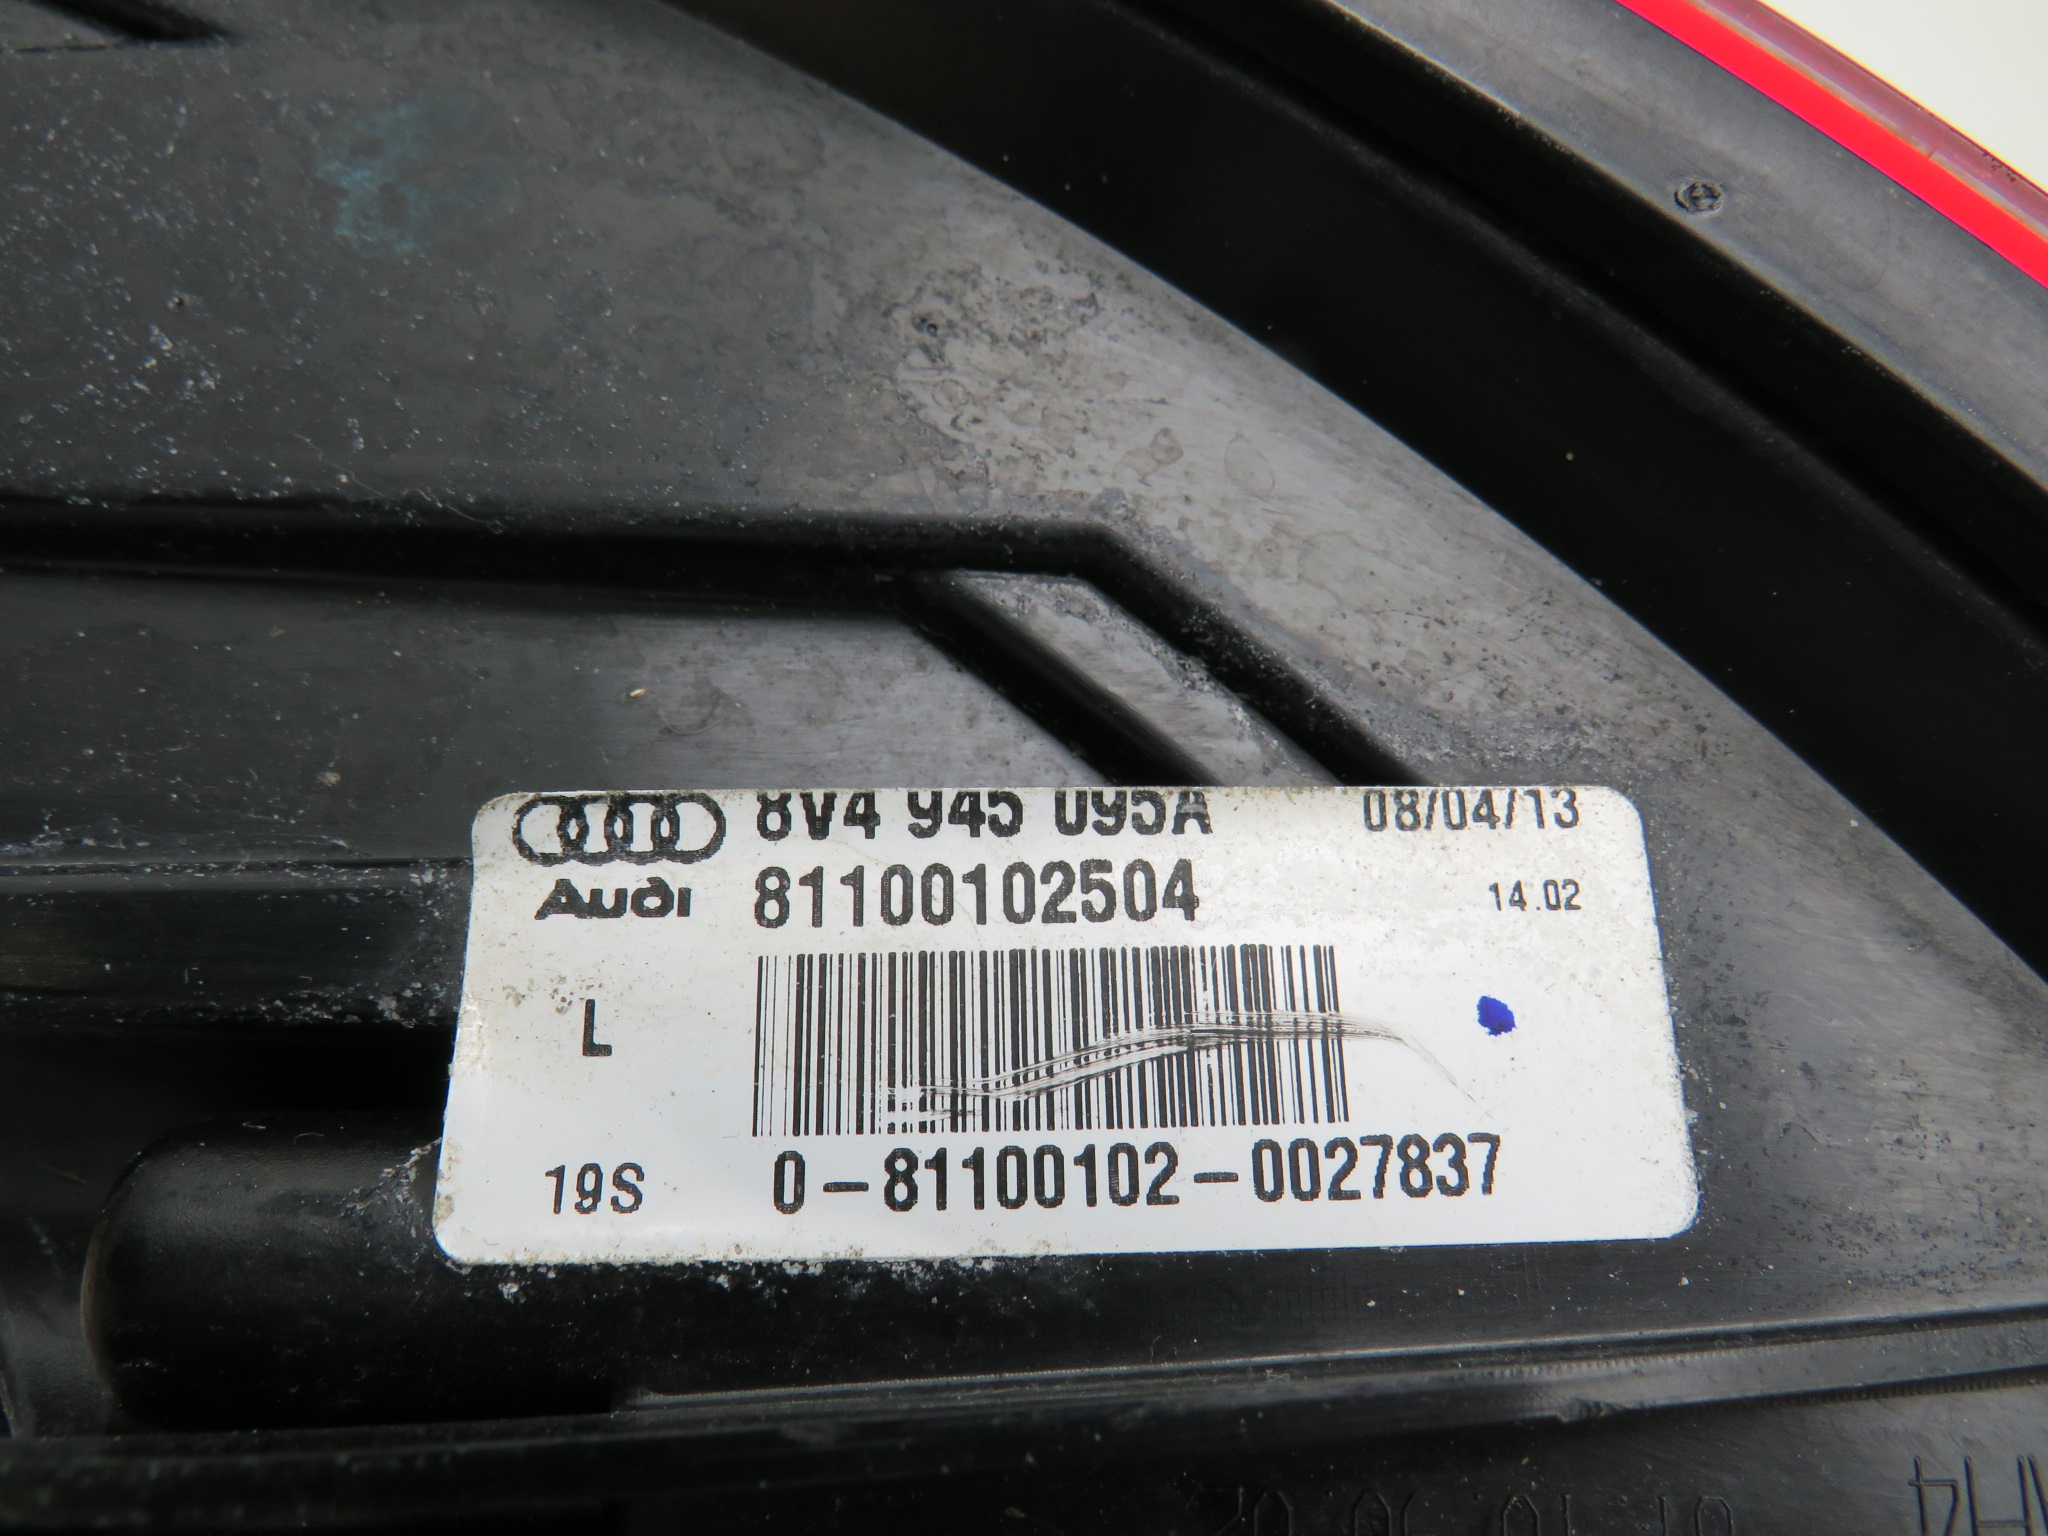 8V4 945 095A 08/04/13
Audi 81100102504 14.02
L
19S 0-81100102-0027837